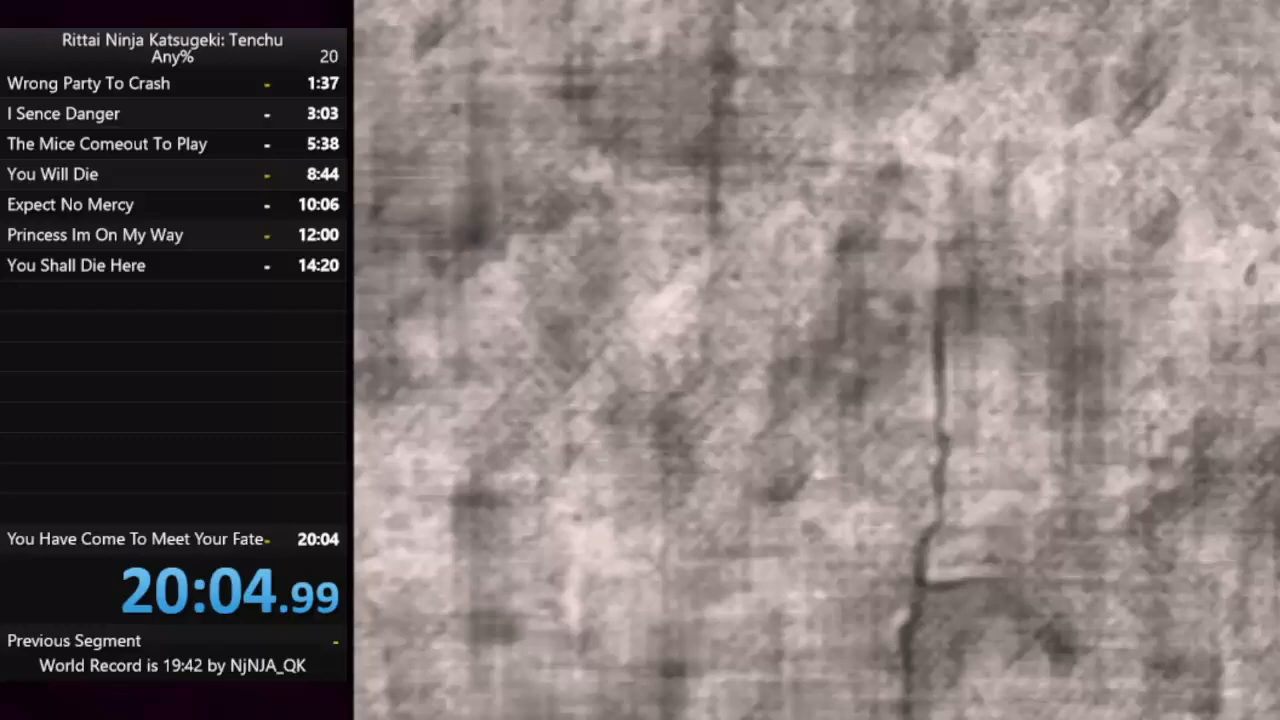 Rittai Ninja Katsugeki: Tenchu
Any% 20
Wrong Party To Crash - 1:37
I Sence Danger - 3:03
The Mice Comeout To Play - 5:38
You Will Die - 8:44
Expect No Mercy - 10:06
Princess Im On My Way - 12:00
You Shall Die Here - 14:20
You Have Come To Meet Your Fate - 20:04
20:04.99
Previous Segment -
World Record is 19:42 by NjNJA_QK